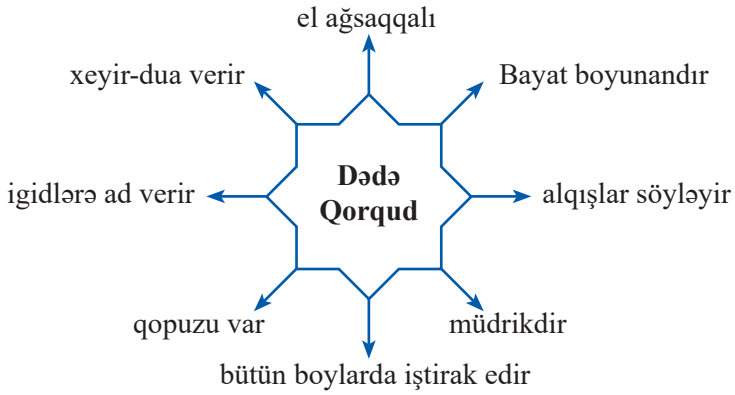 el ağsaqqalı
xeyir-dua verir
Bayat boyunandır
igidlərə ad verir
Dədə
Qorqud
alqışlar söyləyir
qopuzu var
müdrikdir
bütün boylarda iştirak edir